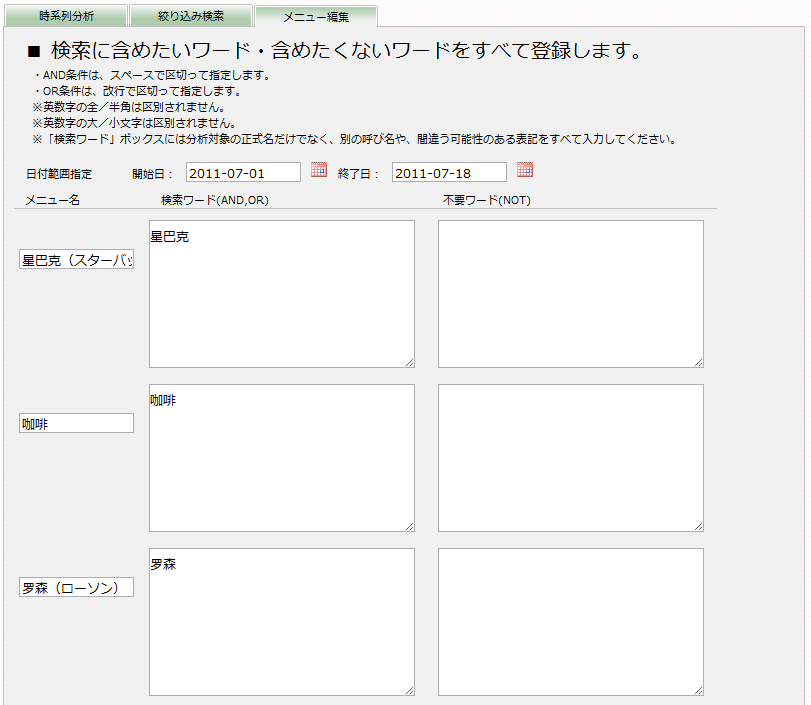 時系列分析 絞り込み検索 メニュー編集
■ 検索に含めたいワード・含めたくないワードをすべて登録します。
・AND条件は、スペースで区切って指定します。
・OR条件は、改行で区切って指定します。
※英数字の全／半角は区別されません。
※英数字の大／小文字は区別されません。
※「検索ワード」ボックスには分析対象の正式名だけでなく、別の呼び名や、間違う可能性のある表記をすべて入力してください。
日付範囲指定 開始日： 2011-07-01 終了日： 2011-07-18
メニュー名 検索ワード(AND,OR) 不要ワード(NOT)
星巴克
星巴克（スターバッ
咖啡
咖啡
罗森
罗森（ローソン）